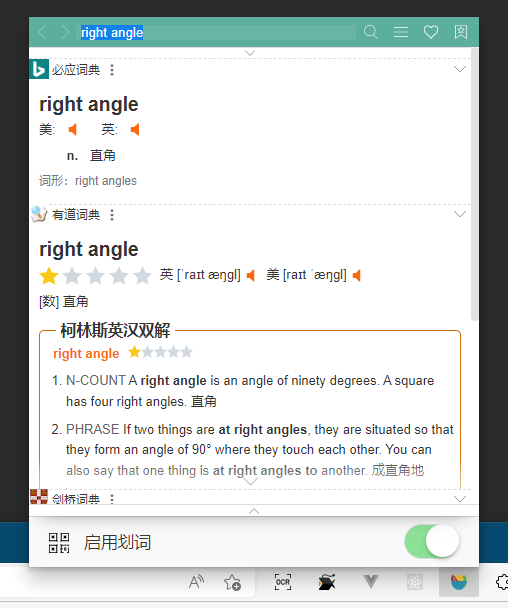 right angle
必应词典
right angle
美: 英:
n. 直角
词形: right angles
有道词典
right angle
英 [ˈraɪt æŋgl] 美 [raɪt ˈæŋgl]
[数] 直角
柯林斯英汉双解
right angle
1. N-COUNT A right angle is an angle of ninety degrees. A square
has four right angles. 直角
2. PHRASE If two things are at right angles, they are situated so that
they form an angle of 90° where they touch each other. You can
also say that one thing is at right angles to another. 成直角地
剑桥词典
启用划词
A
OCR